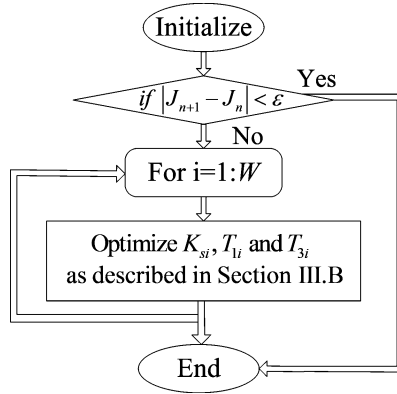 Initialize
Yes
if |J_{n+1} − J_n| < ε
No
For i=1:W
Optimize K_{si}, T_{1i} and T_{3i}
as described in Section III.B
End